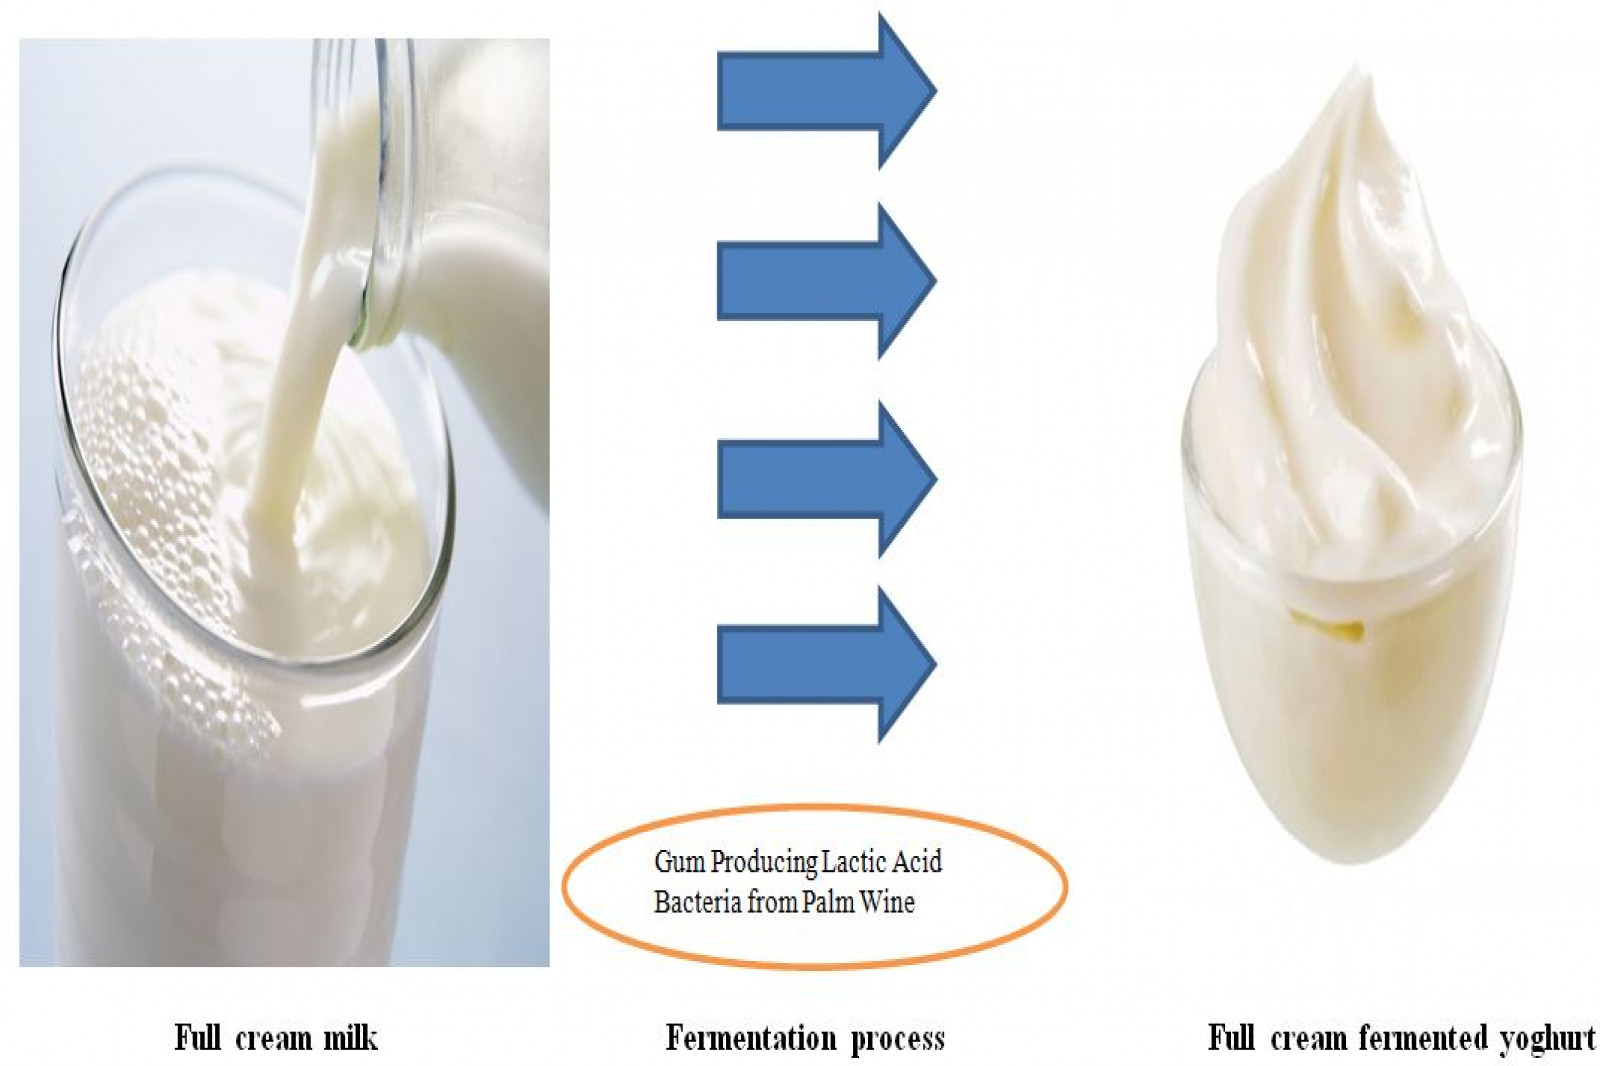 Gum Producing Lactic Acid
Bacteria from Palm Wine
Full cream milk
Fermentation process
Full cream fermented yoghurt